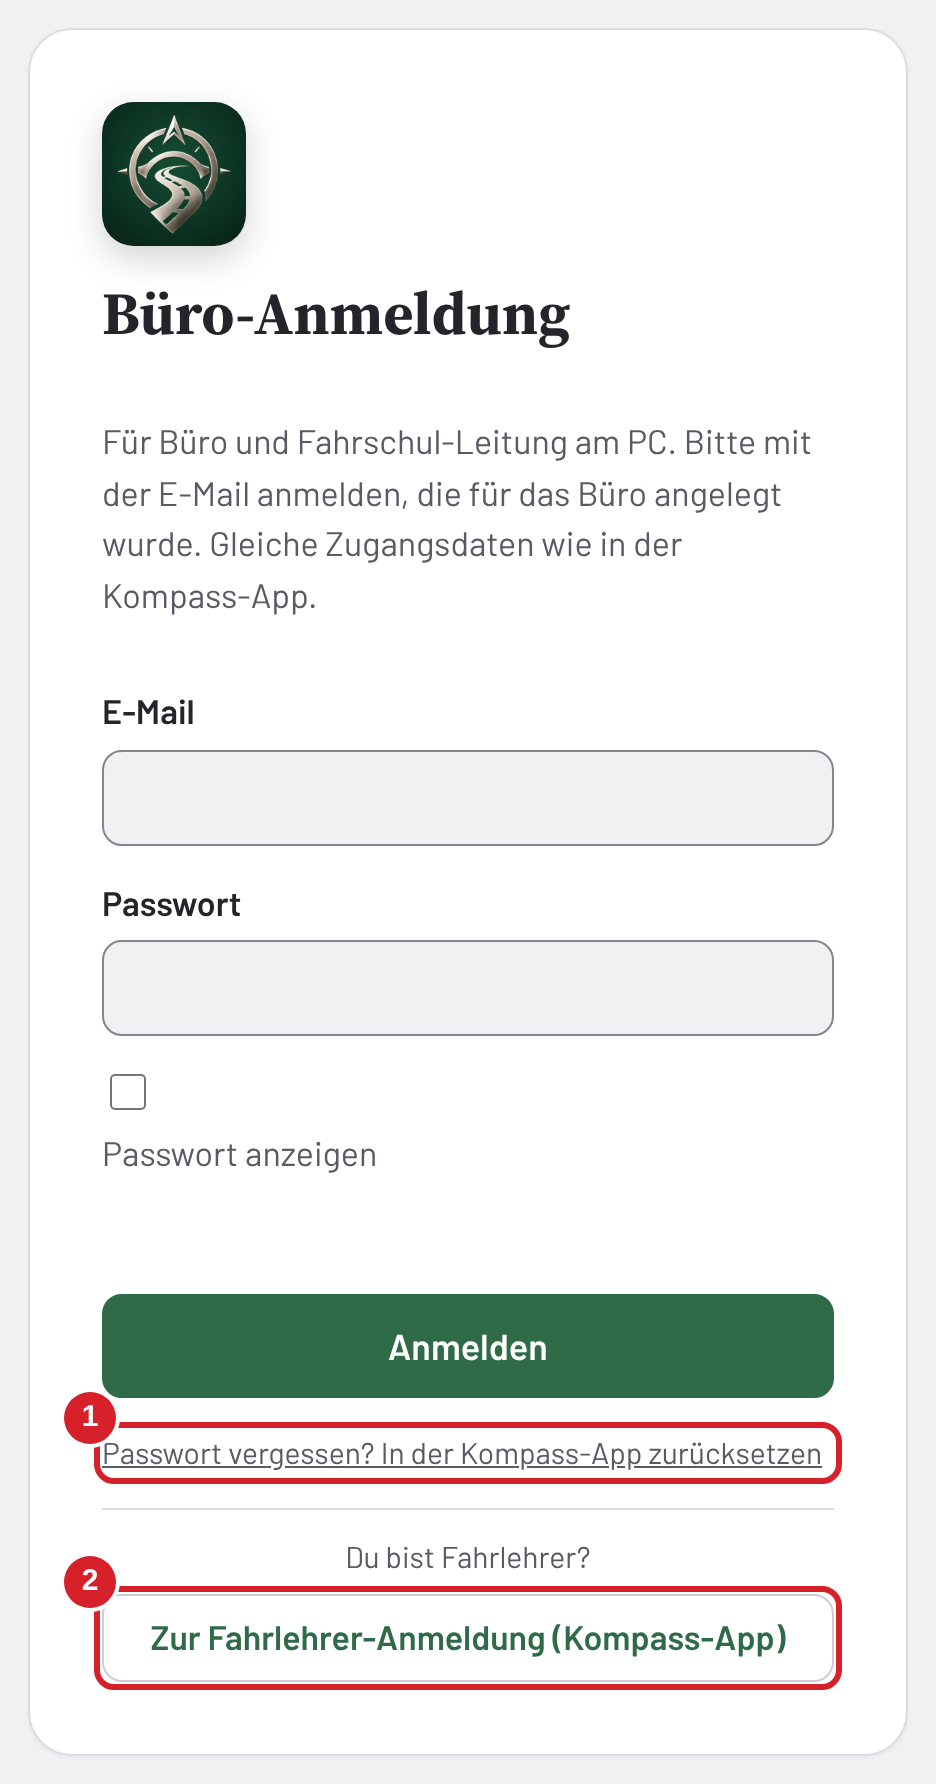 Büro-Anmeldung
Für Büro und Fahrschul-Leitung am PC. Bitte mit
der E-Mail anmelden, die für das Büro angelegt
wurde. Gleiche Zugangsdaten wie in der
Kompass-App.
E-Mail
Passwort
Passwort anzeigen
Anmelden
1
Passwort vergessen? In der Kompass-App zurücksetzen
Du bist Fahrlehrer?
2
Zur Fahrlehrer-Anmeldung (Kompass-App)